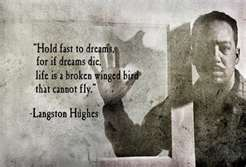 "Hold fast to dreams,
for if dreams die,
life is a broken winged bird
that cannot fly."
-Langston Hughes